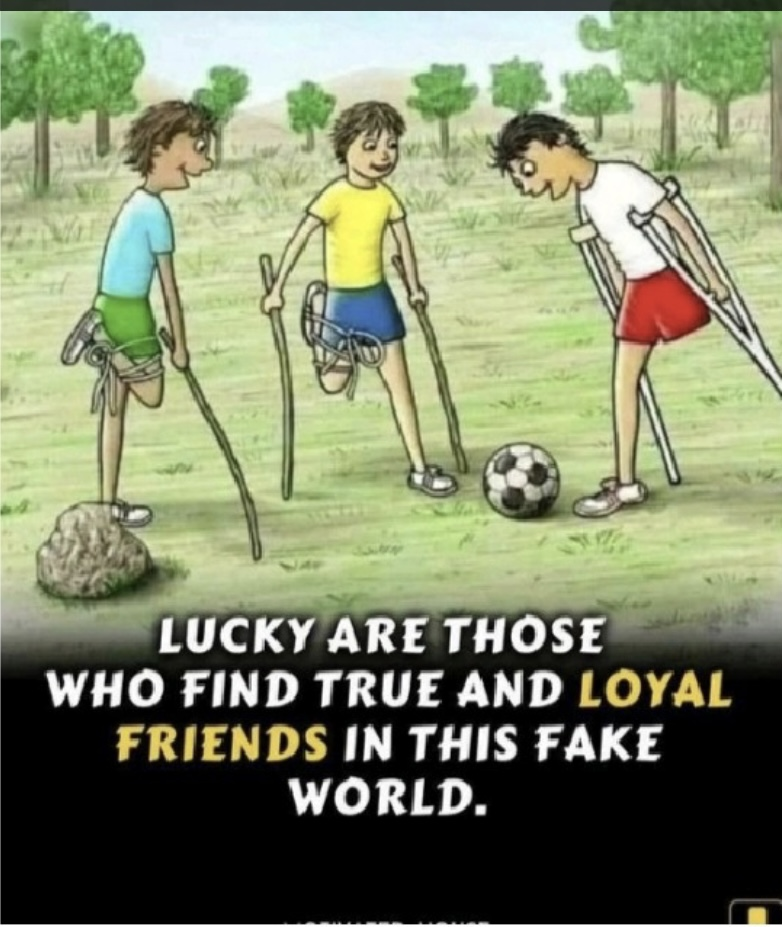 LUCKY ARE THOSE
WHO FIND TRUE AND LOYAL
FRIENDS IN THIS FAKE
WORLD.